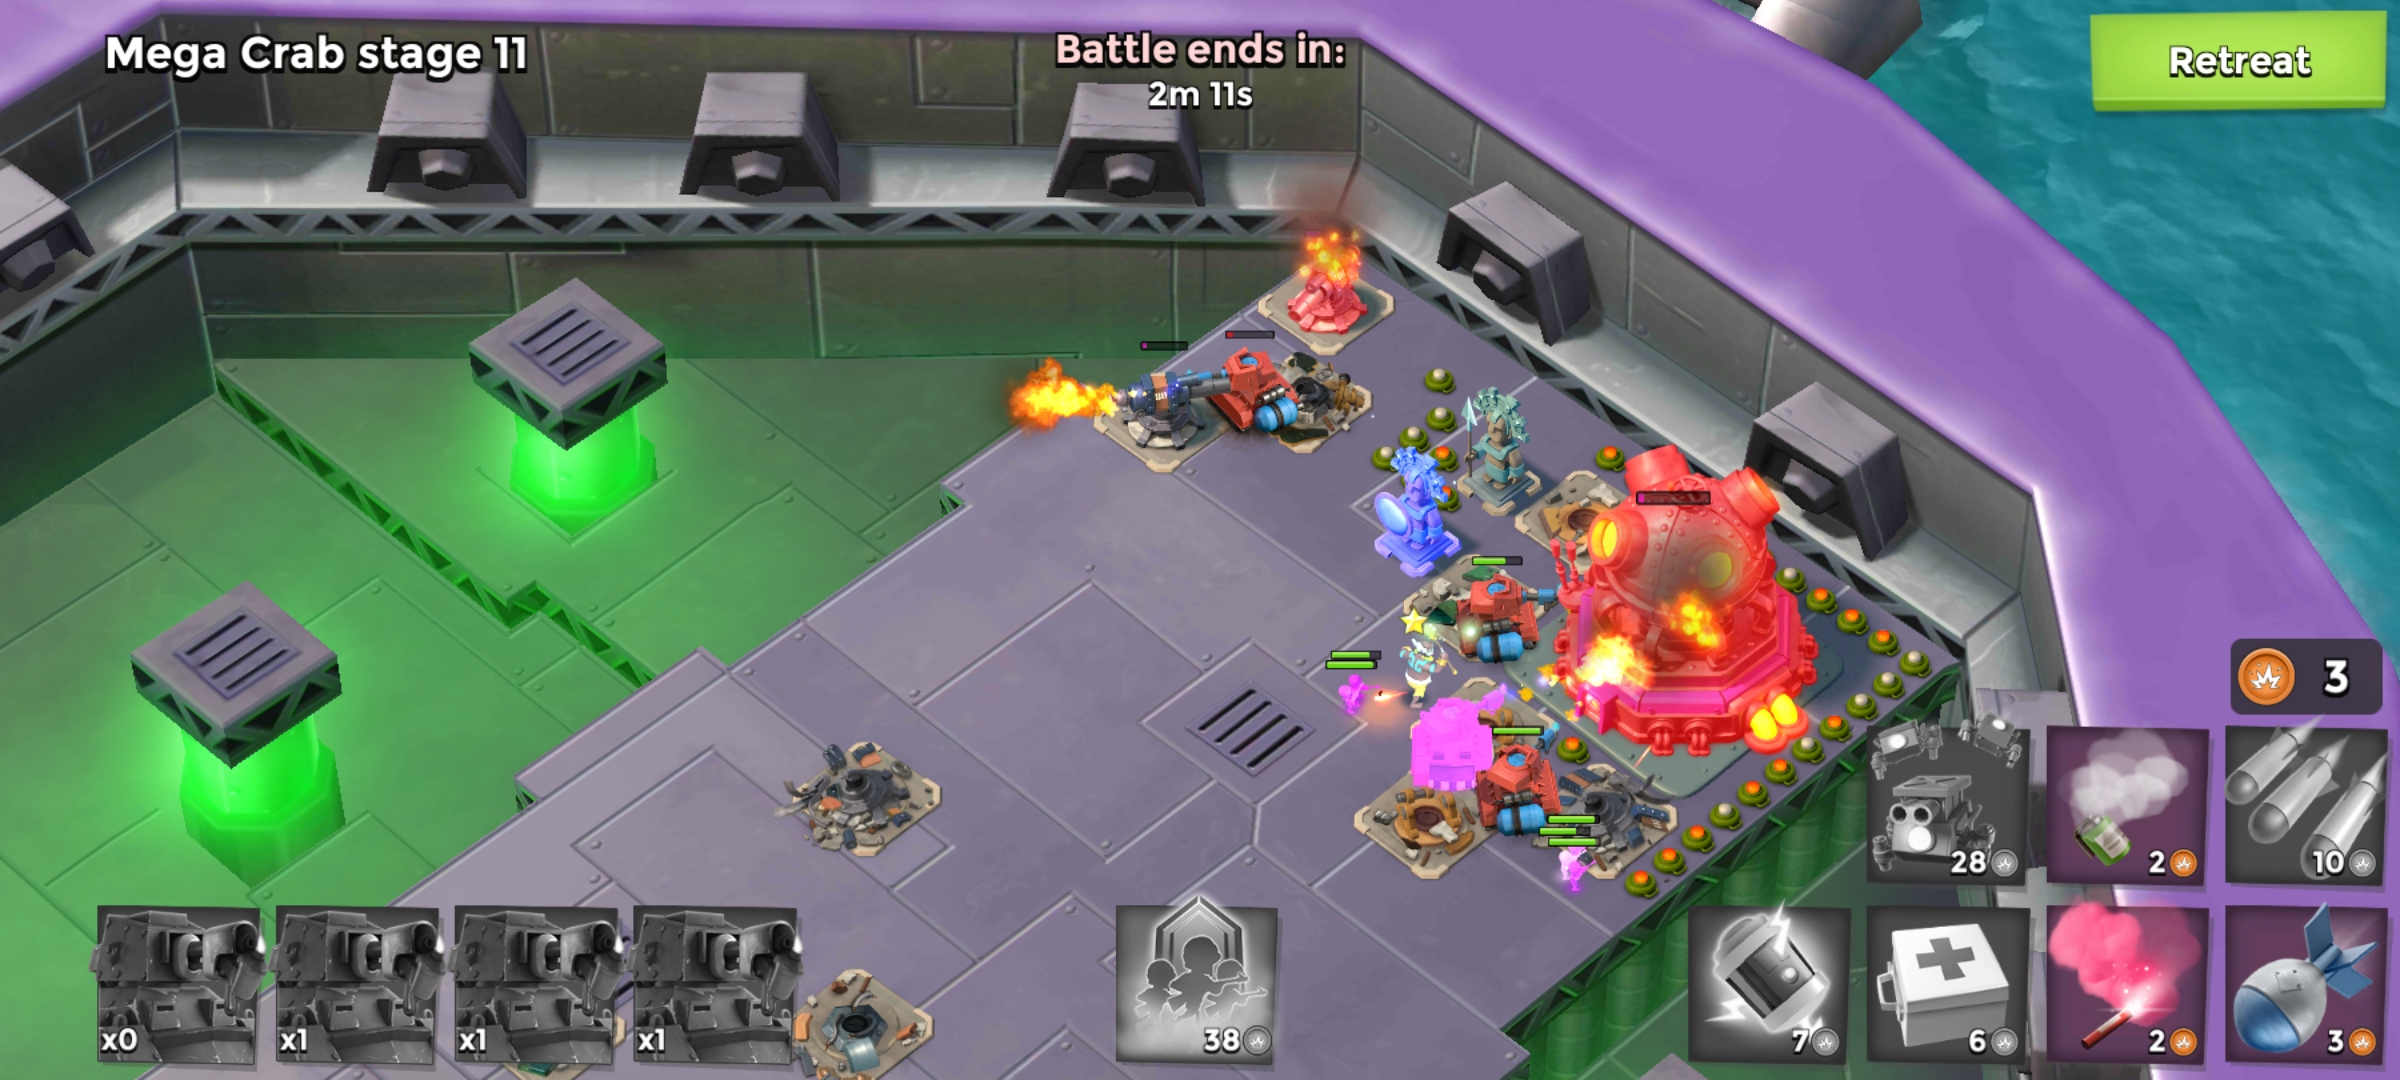 Mega Crab stage 11
Battle ends in:
2m 11s
Retreat
3
28
2
10
x0
x1
x1
x1
38
7
6
2
3